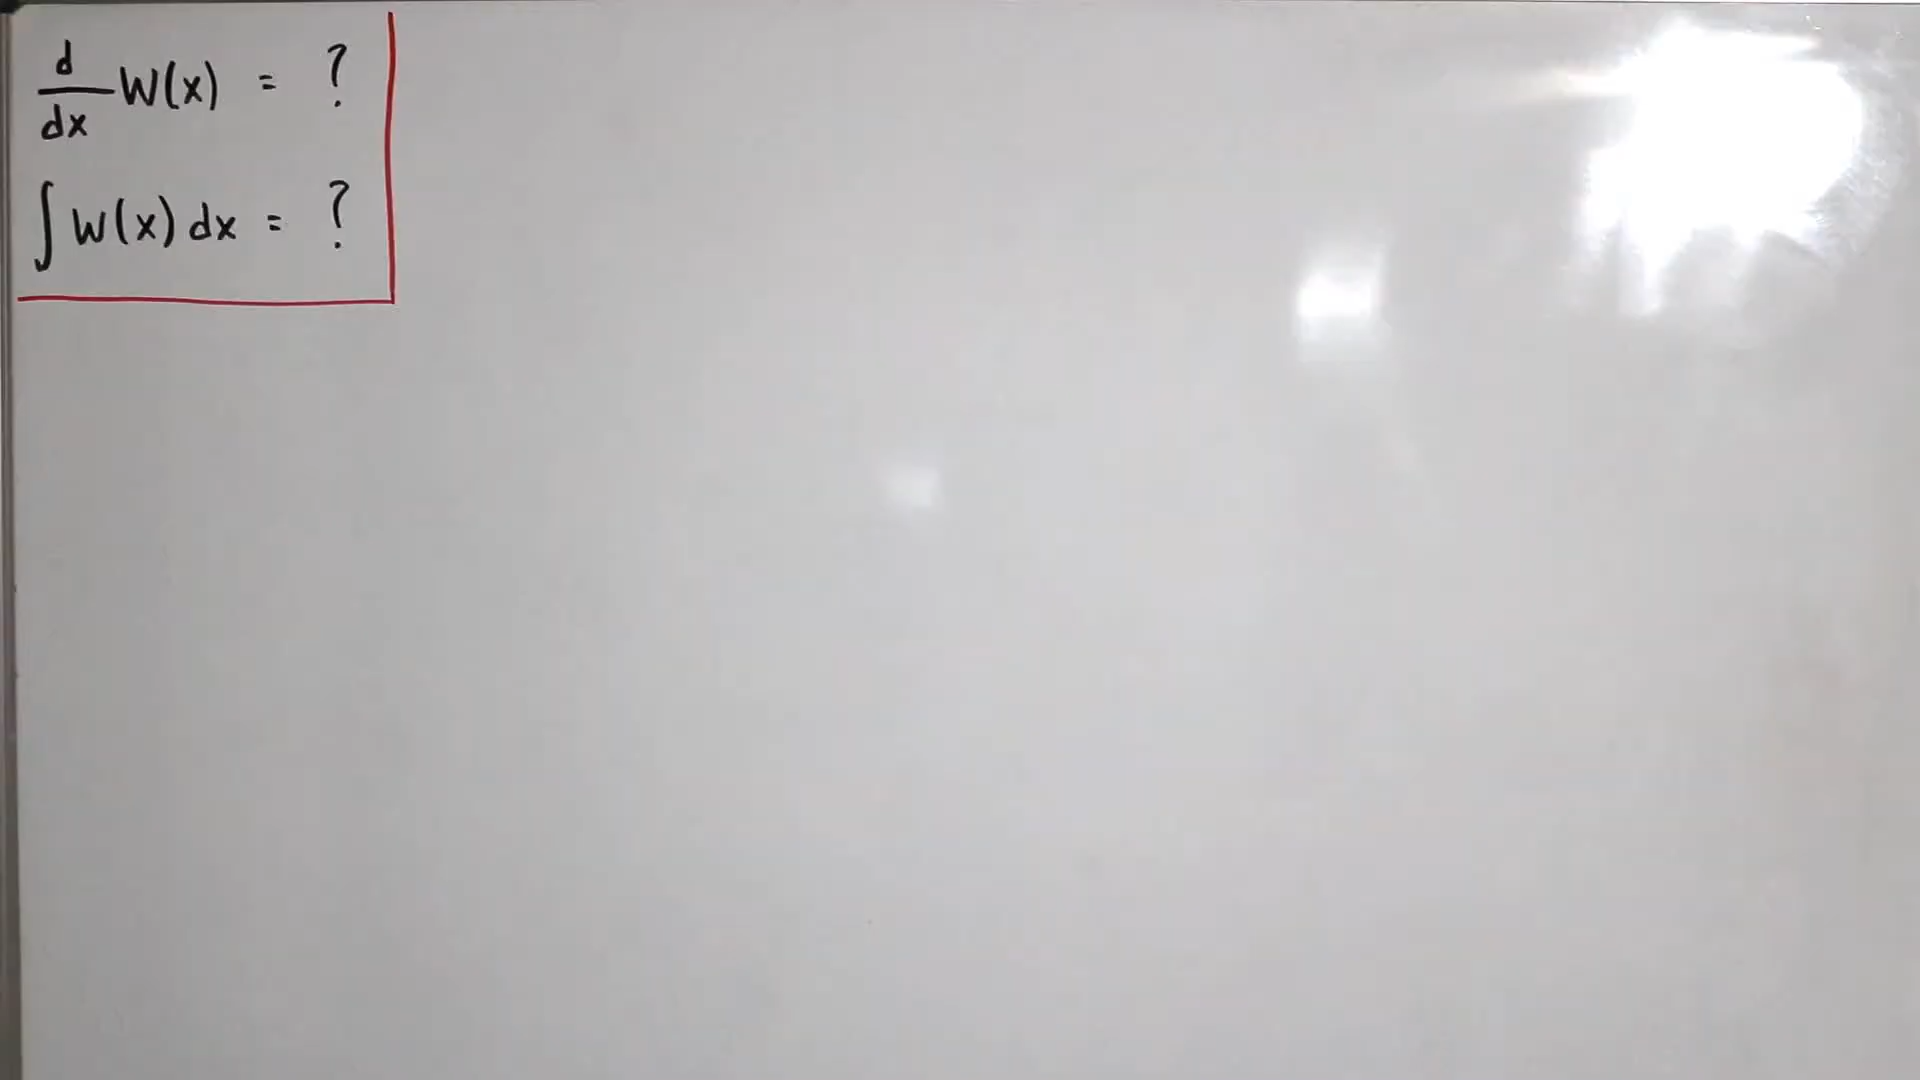 d/dx W(x) = ?
∫ W(x) dx = ?